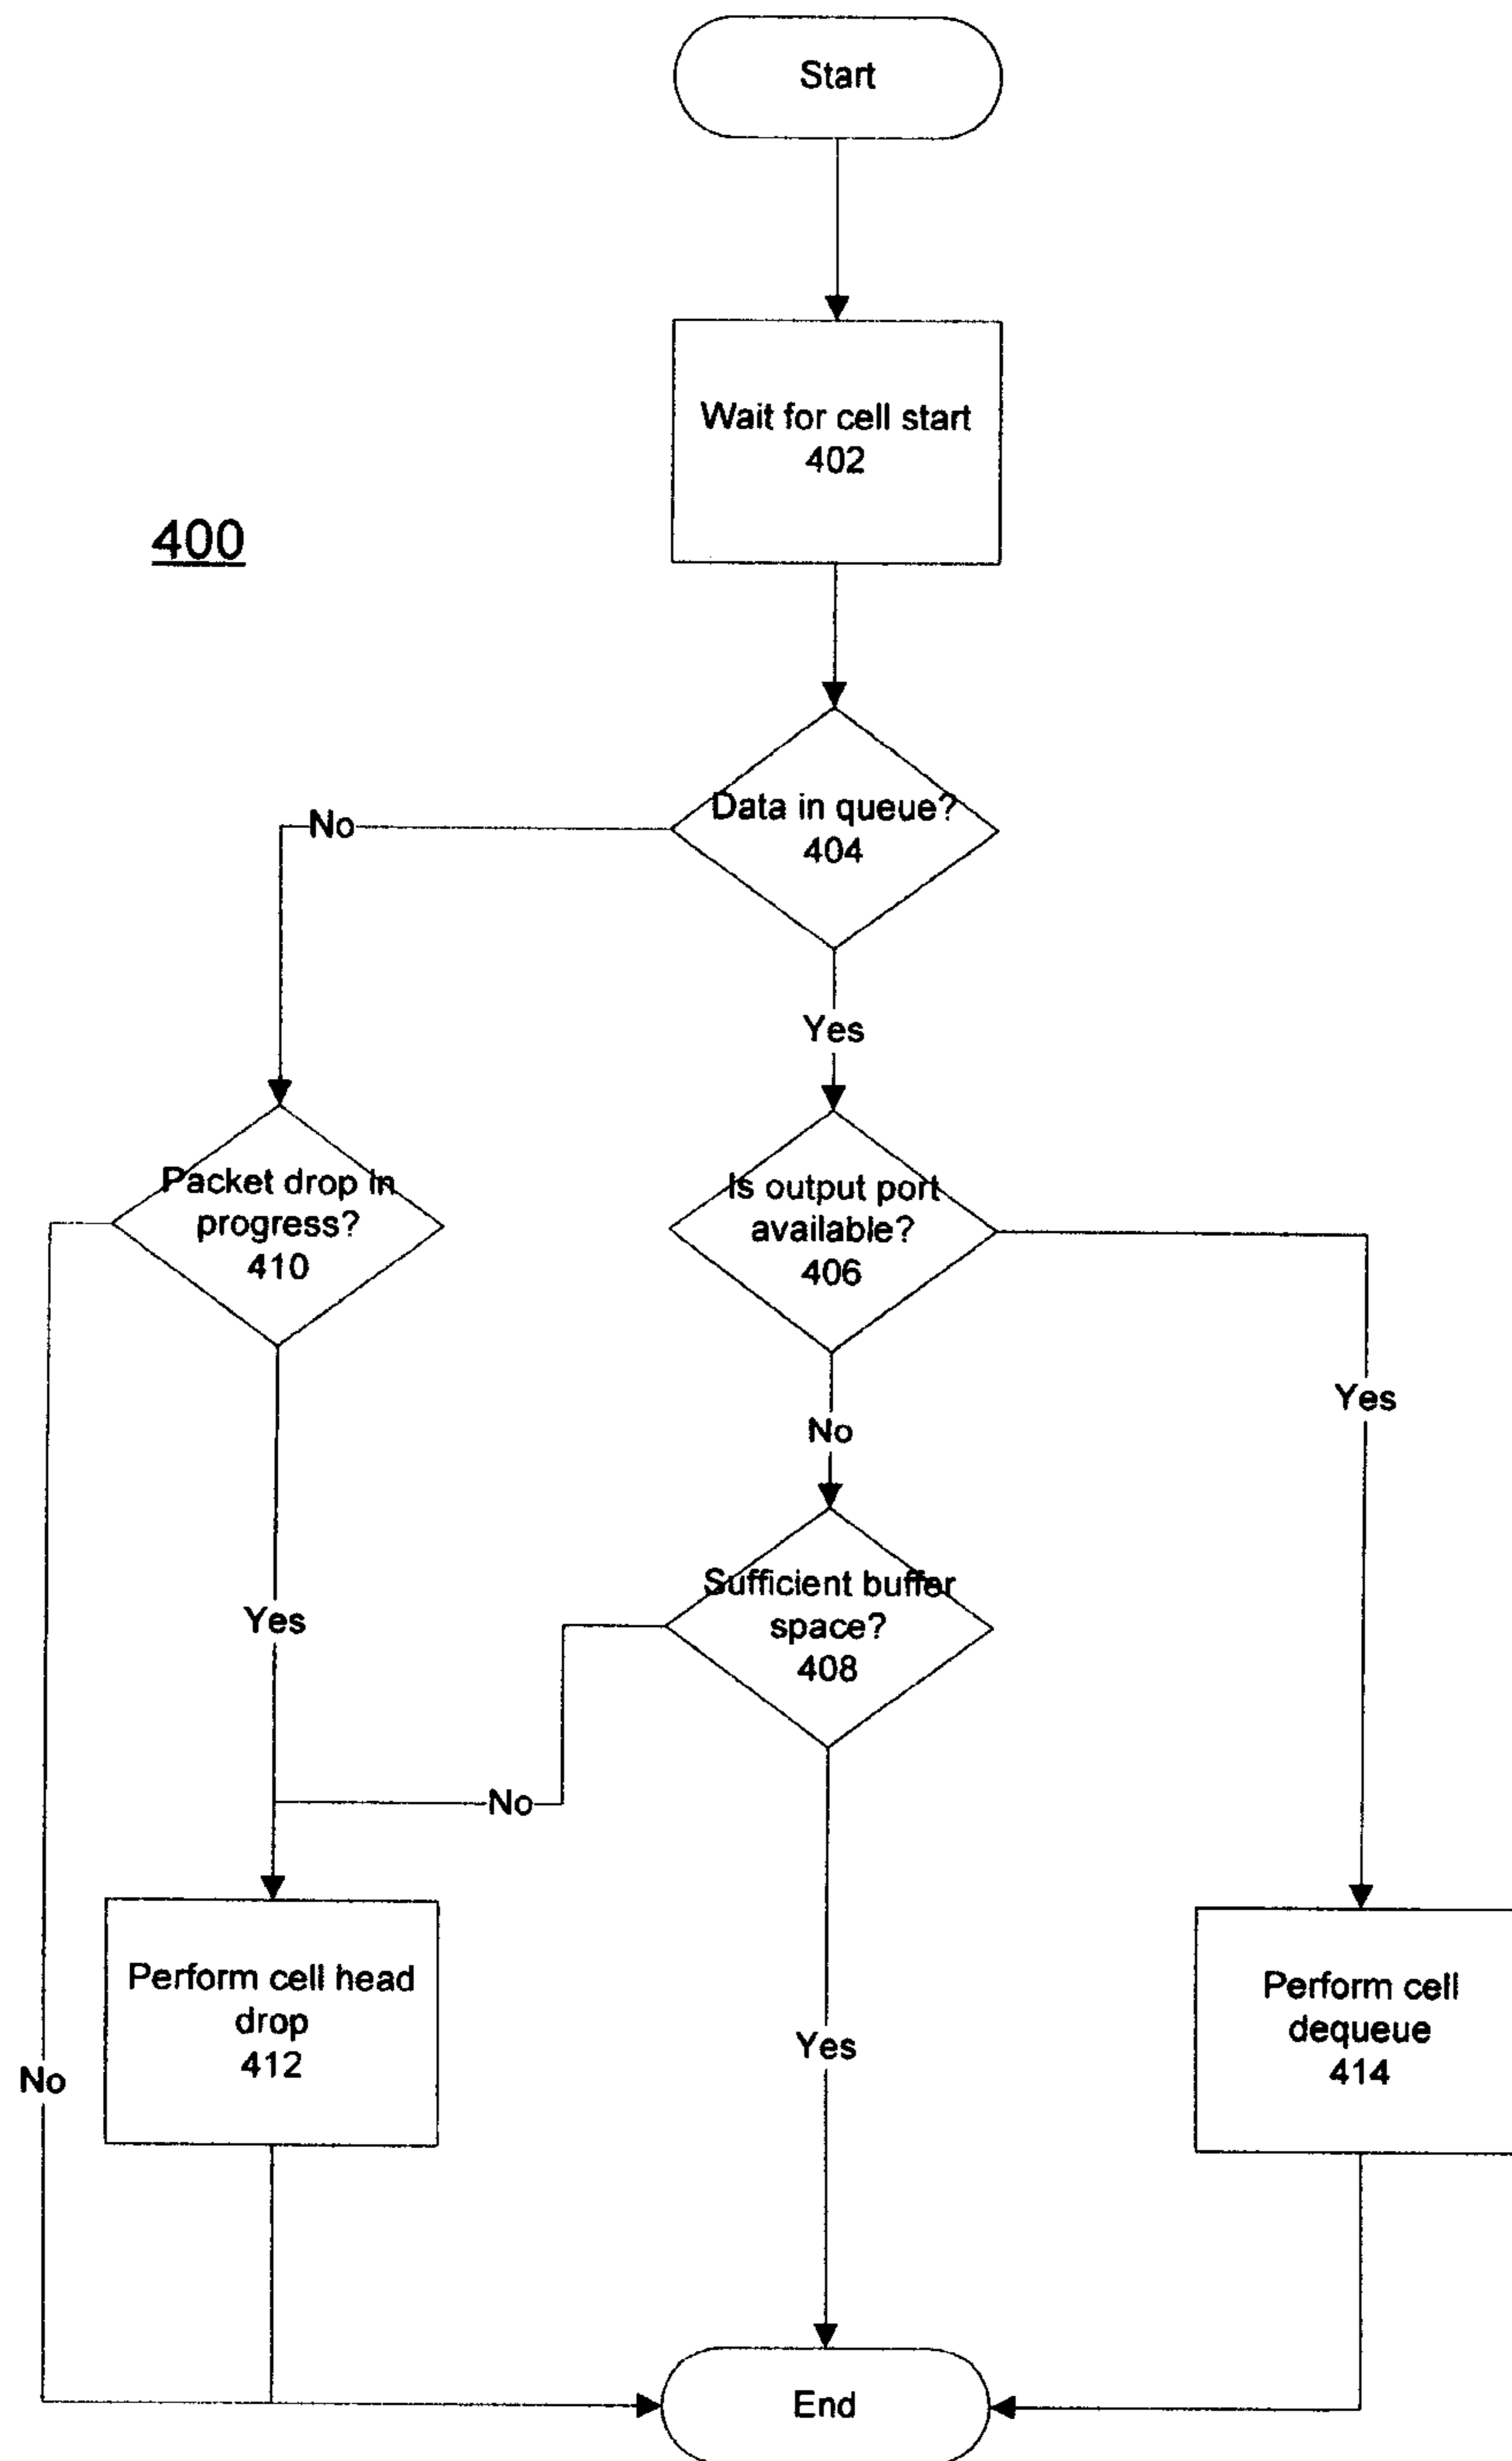 Start
Wait for cell start
402
400
Data in queue?
404
No
Yes
Packet drop in
progress?
410
Is output port
available?
406
Yes
No
Sufficient buffer
space?
408
Yes
No
Perform cell head
drop
412
Perform cell
dequeue
414
Yes
No
End